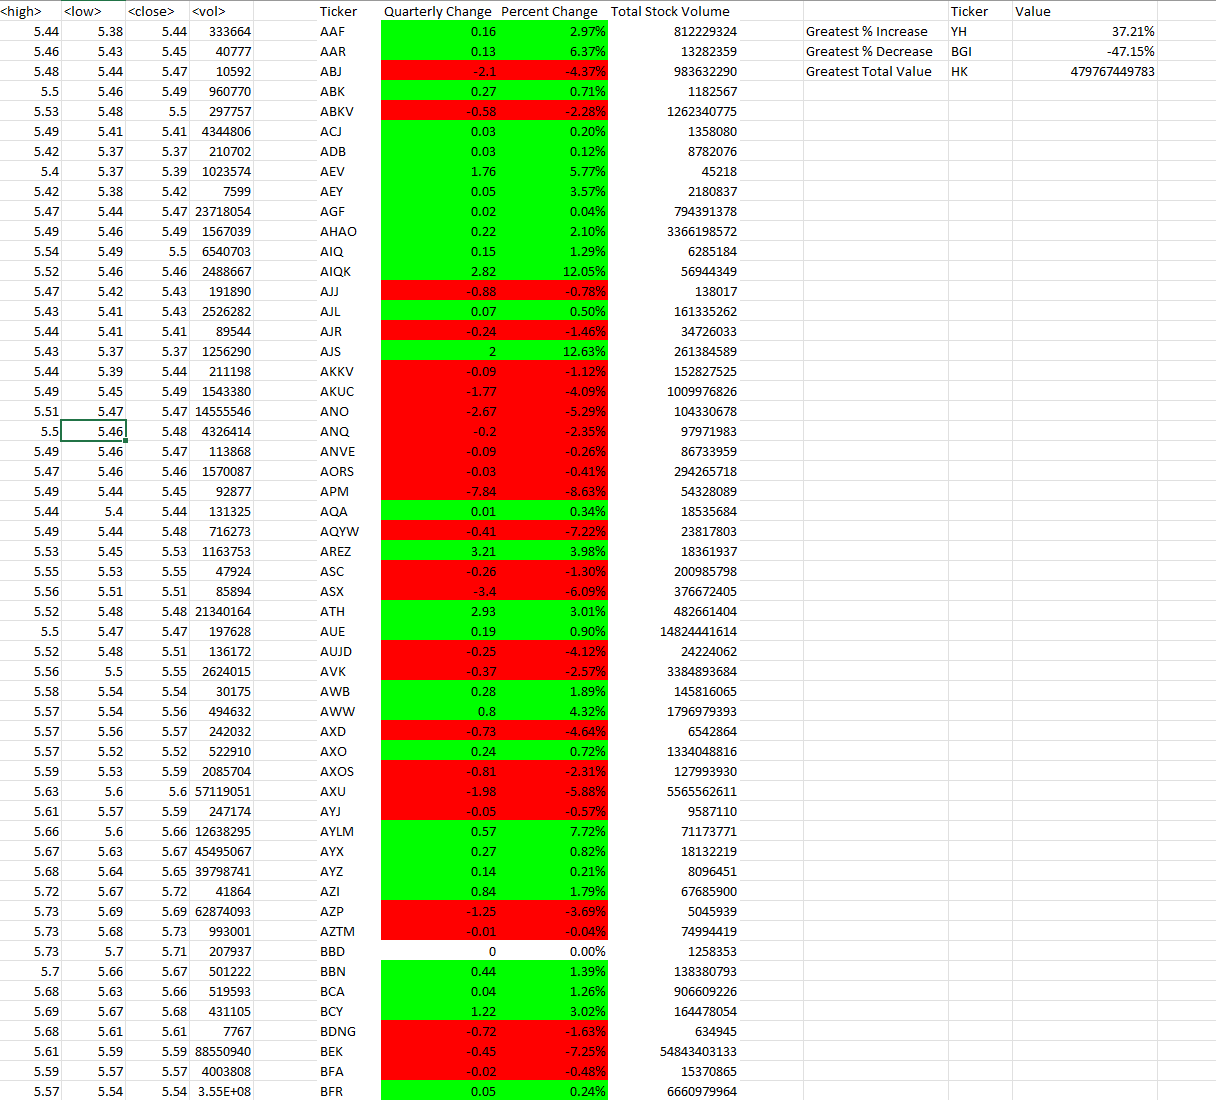 <high> <low> <close> <vol> Ticker Quarterly Change Percent Change Total Stock Volume Ticker Value
5.44 5.38 5.44 333664 AAF 0.16 2.97% 812229324 Greatest % Increase YH 37.21%
5.46 5.43 5.45 40777 AAR 0.13 6.37% 13282359 Greatest % Decrease BGI -47.15%
5.48 5.44 5.47 10592 ABJ -2.1 -4.37% 983632290 Greatest Total Value HK 479767449783
5.5 5.46 5.49 960770 ABK 0.27 0.71% 1182567
5.53 5.48 5.5 297757 ABKV -0.58 -2.28% 1262340775
5.49 5.41 5.41 4344806 ACJ 0.03 0.20% 1358080
5.42 5.37 5.37 210702 ADB 0.03 0.12% 8782076
5.4 5.37 5.39 1023574 AEV 1.76 5.77% 45218
5.42 5.38 5.42 7599 AEY 0.05 3.57% 2180837
5.47 5.44 5.47 23718054 AGF 0.02 0.04% 794391378
5.49 5.46 5.49 1567039 AHAO 0.22 2.10% 3366198572
5.54 5.49 5.5 6540703 AIQ 0.15 1.29% 6285184
5.52 5.46 5.46 2488667 AIQK 2.82 12.05% 56944349
5.47 5.42 5.43 191890 AJJ -0.88 -0.78% 138017
5.43 5.41 5.43 2526282 AJL 0.07 0.50% 161335262
5.44 5.41 5.41 89544 AJR -0.24 -1.46% 34726033
5.43 5.37 5.37 1256290 AJS 2 12.63% 261384589
5.44 5.39 5.44 211198 AKKV -0.09 -1.12% 152827525
5.49 5.45 5.49 1543380 AKUC -1.77 -4.09% 1009976826
5.51 5.47 5.47 14555546 ANO -2.67 -5.29% 104330678
5.5 5.46 5.48 4326414 ANQ -0.2 -2.35% 97971983
5.49 5.46 5.47 113868 ANVE -0.09 -0.26% 86733959
5.47 5.46 5.46 1570087 AORS -0.03 -0.41% 294265718
5.49 5.44 5.45 92877 APM -7.84 -8.63% 54328089
5.44 5.4 5.44 131325 AQA 0.01 0.34% 18535684
5.49 5.44 5.48 716273 AQYW -0.41 -7.22% 23817803
5.53 5.45 5.53 1163753 AREZ 3.21 3.98% 18361937
5.55 5.53 5.55 47924 ASC -0.26 -1.30% 200985798
5.56 5.51 5.51 85894 ASX -3.4 -6.09% 376672405
5.52 5.48 5.48 21340164 ATH 2.93 3.01% 482661404
5.5 5.47 5.47 197628 AUE 0.19 0.90% 14824441614
5.52 5.48 5.51 136172 AUJD -0.25 -4.12% 24224062
5.56 5.5 5.55 2624015 AVK -0.37 -2.57% 3384893684
5.58 5.54 5.54 30175 AWB 0.28 1.89% 145816065
5.57 5.54 5.56 494632 AWW 0.8 4.32% 1796979393
5.57 5.56 5.57 242032 AXD -0.73 -4.64% 6542864
5.57 5.52 5.52 522910 AXO 0.24 0.72% 1334048816
5.59 5.53 5.59 2085704 AXOS -0.81 -2.31% 127993930
5.63 5.6 5.6 57119051 AXU -1.98 -5.88% 5565562611
5.61 5.57 5.59 247174 AYJ -0.05 -0.57% 9587110
5.66 5.6 5.66 12638295 AYLM 0.57 7.72% 71173771
5.67 5.63 5.67 45495067 AYX 0.27 0.82% 18132219
5.68 5.64 5.65 39798741 AYZ 0.14 0.21% 8096451
5.72 5.67 5.72 41864 AZI 0.84 1.79% 67685900
5.73 5.69 5.69 62874093 AZP -1.25 -3.69% 5045939
5.73 5.68 5.73 993001 AZTM -0.01 -0.04% 74994419
5.73 5.7 5.71 207937 BBD 0 0.00% 1258353
5.7 5.66 5.67 501222 BBN 0.44 1.39% 138380793
5.68 5.63 5.66 519593 BCA 0.04 1.26% 906609226
5.69 5.67 5.68 431105 BCY 1.22 3.02% 164478054
5.68 5.61 5.61 7767 BDNG -0.72 -1.63% 634945
5.61 5.59 5.59 88550940 BEK -0.45 -7.25% 54843403133
5.59 5.57 5.57 4003808 BFA -0.02 -0.48% 15370865
5.57 5.54 5.54 3.55E+08 BFR 0.05 0.24% 6660979964